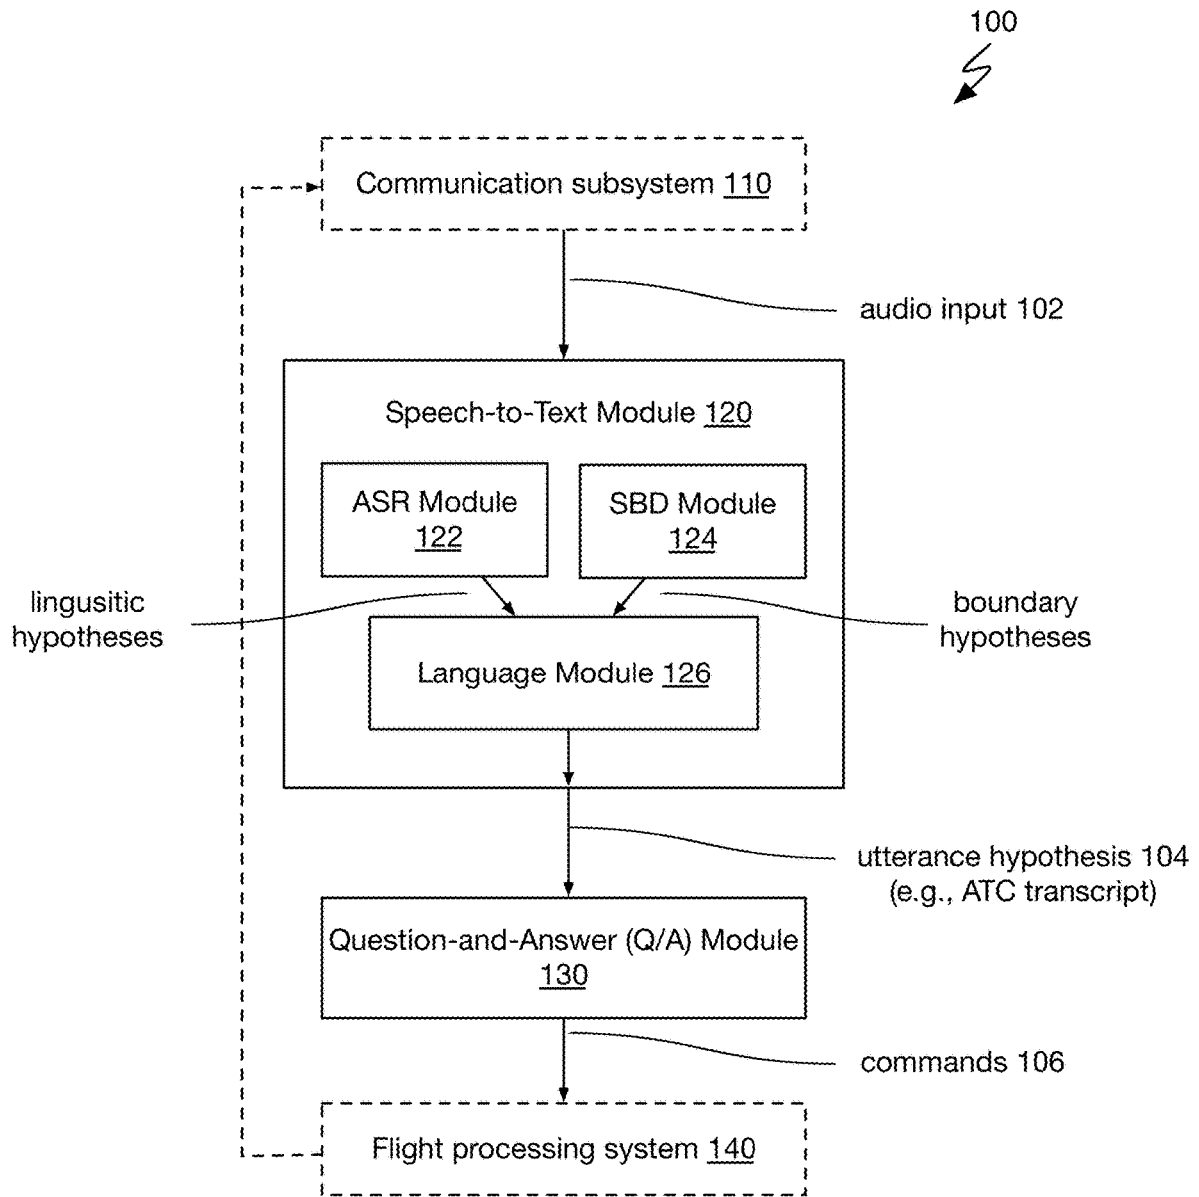 100
Communication subsystem 110
audio input 102
Speech-to-Text Module 120
ASR Module
122
SBD Module
124
lingusitic
hypotheses
boundary
hypotheses
Language Module 126
utterance hypothesis 104
(e.g., ATC transcript)
Question-and-Answer (Q/A) Module
130
commands 106
Flight processing system 140